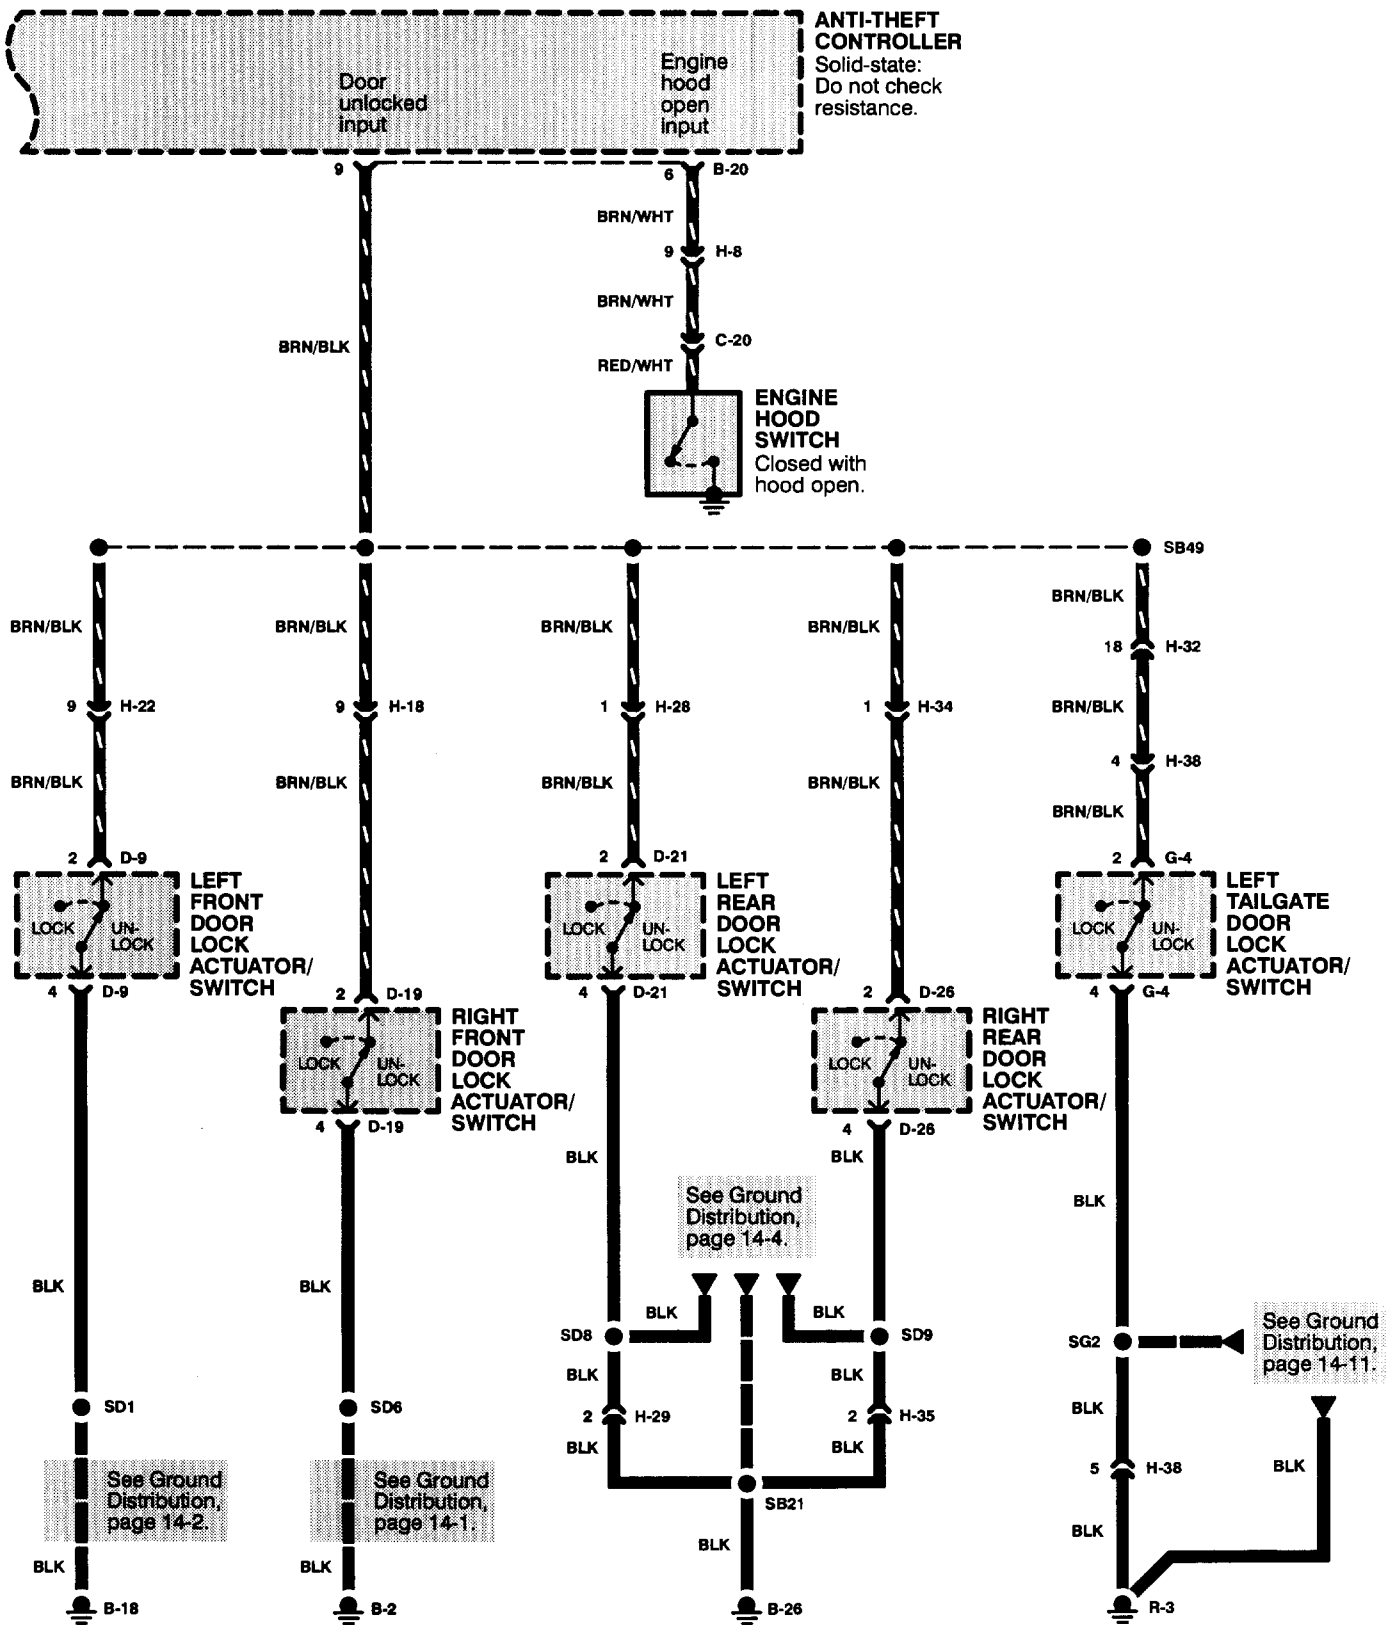 ANTI-THEFT
CONTROLLER
Solid-state:
Do not check
resistance.
Door
unlocked
input
Engine
hood
open
input
9
6
B-20
BRN/WHT
9
H-8
BRN/WHT
BRN/BLK
C-20
RED/WHT
ENGINE
HOOD
SWITCH
Closed with
hood open.
SB49
BRN/BLK
BRN/BLK
BRN/BLK
BRN/BLK
BRN/BLK
18
H-32
9
H-22
9
H-18
1
H-28
1
H-34
BRN/BLK
4
H-38
BRN/BLK
BRN/BLK
BRN/BLK
BRN/BLK
BRN/BLK
2
D-9
LOCK
UN-
LOCK
LEFT
FRONT
DOOR
LOCK
ACTUATOR/
SWITCH
4
D-9
2
D-21
LOCK
UN-
LOCK
LEFT
REAR
DOOR
LOCK
ACTUATOR/
SWITCH
4
D-21
2
G-4
LOCK
UN-
LOCK
LEFT
TAILGATE
DOOR
LOCK
ACTUATOR/
SWITCH
4
G-4
2
D-19
LOCK
UN-
LOCK
RIGHT
FRONT
DOOR
LOCK
ACTUATOR/
SWITCH
4
D-19
2
D-26
LOCK
UN-
LOCK
RIGHT
REAR
DOOR
LOCK
ACTUATOR/
SWITCH
4
D-26
BLK
BLK
See Ground
Distribution,
page 14-4.
BLK
BLK
BLK
BLK
BLK
SD8
SD9
SG2
See Ground
Distribution,
page 14-11.
BLK
BLK
SD1
SD6
2
H-29
2
H-35
BLK
BLK
BLK
5
H-38
BLK
See Ground
Distribution,
page 14-2.
See Ground
Distribution,
page 14-1.
SB21
BLK
BLK
BLK
BLK
B-18
B-2
B-26
R-3